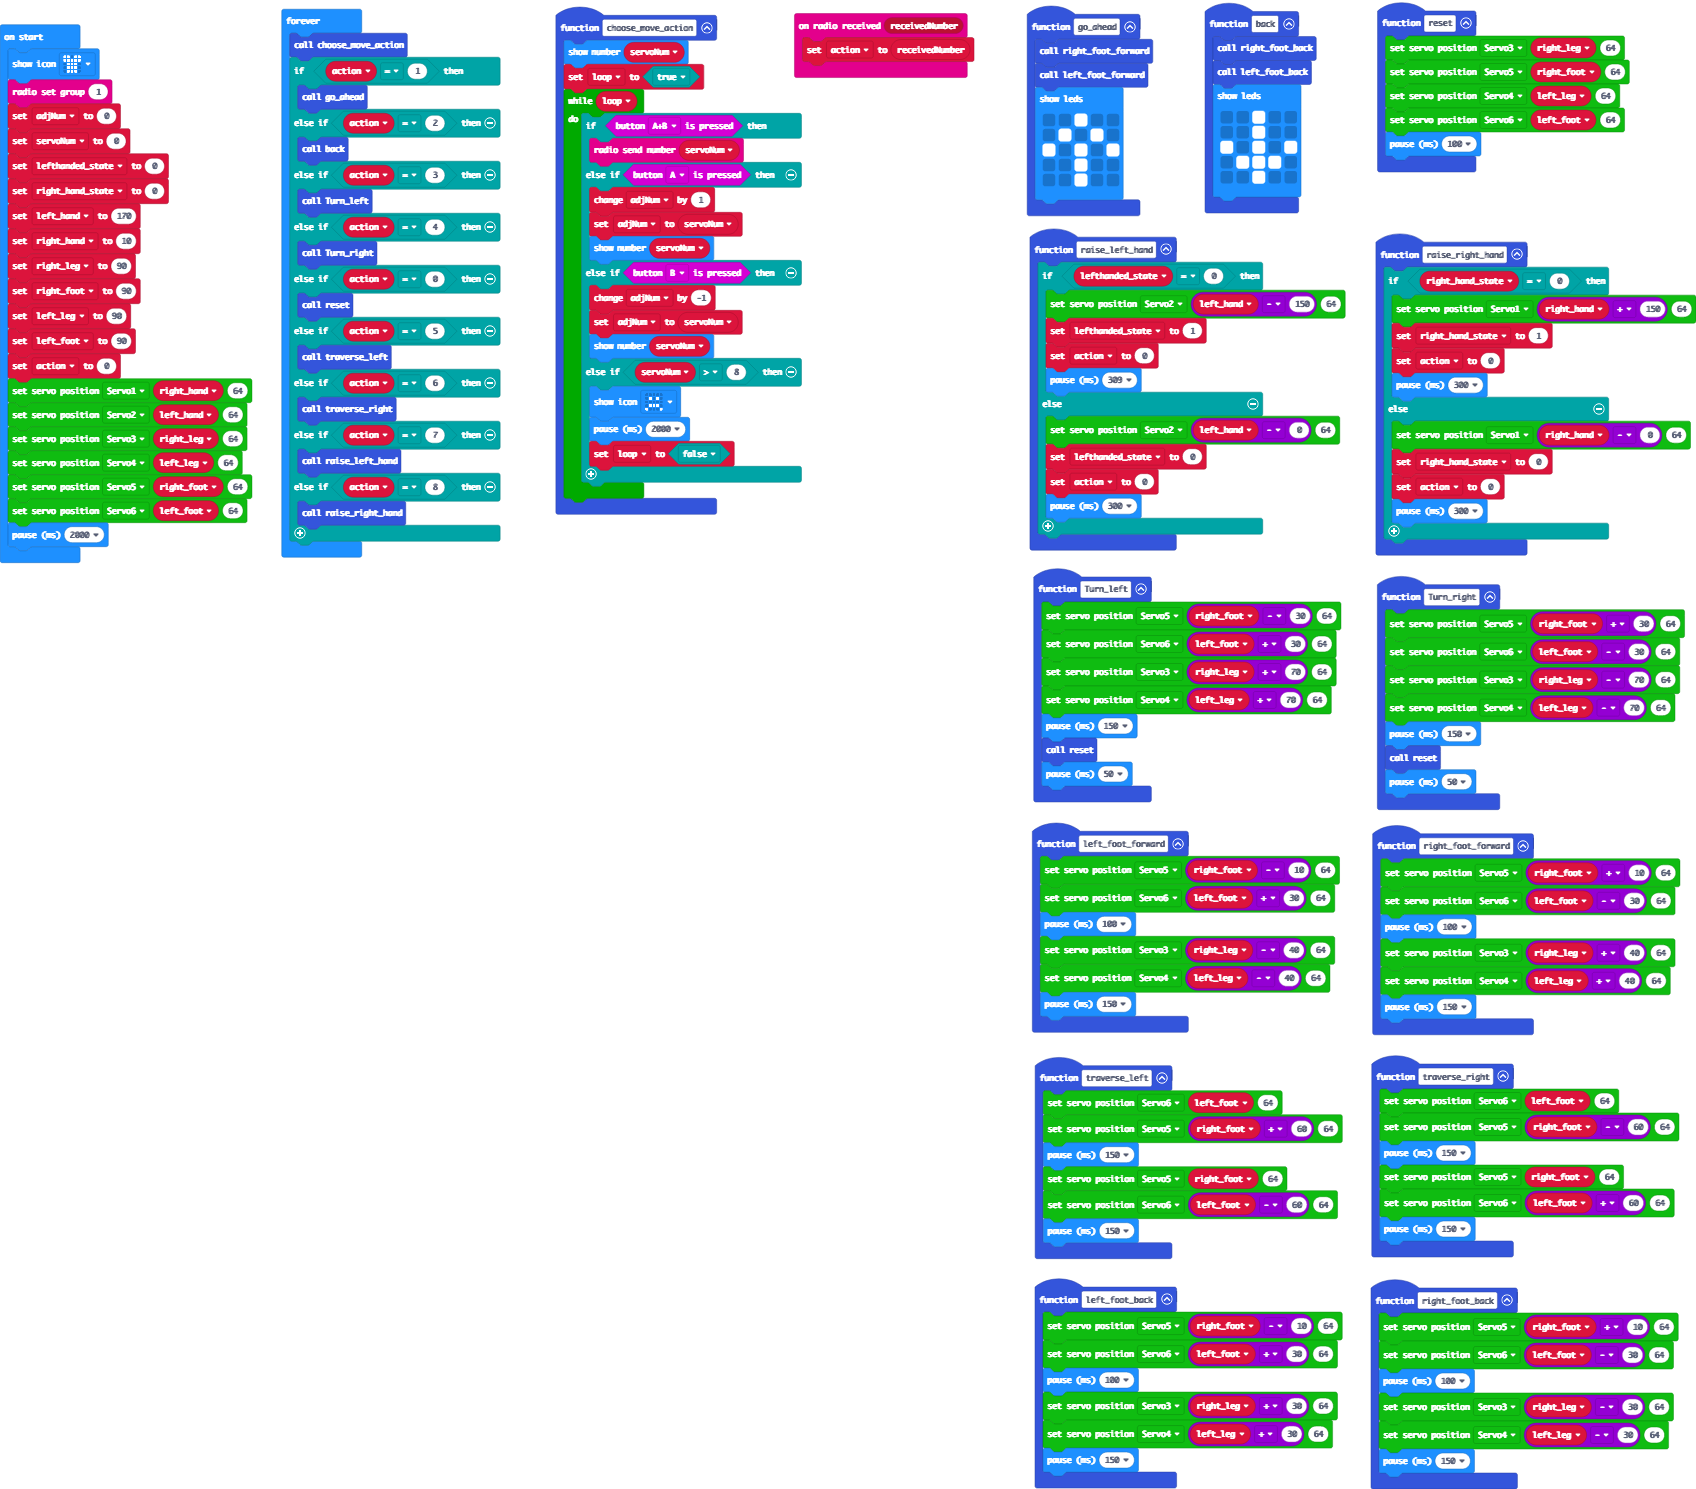 on start
show icon
radio set group 1
set adjNum to 0
set servoNum to 0
set lefthanded_state to 0
set right_hand_state to 0
set left_hand to 170
set right_hand to 10
set right_leg to 90
set right_foot to 90
set left_leg to 90
set left_foot to 90
set action to 0
set servo position Servo1 right_hand 64
set servo position Servo2 left_hand 64
set servo position Servo3 right_leg 64
set servo position Servo4 left_leg 64
set servo position Servo5 right_foot 64
set servo position Servo6 left_foot 64
pause (ms) 2000
forever
call choose_move_action
if action = 1 then
call go_ahead
else if action = 2 then
call back
else if action = 3 then
call Turn_left
else if action = 4 then
call Turn_right
else if action = 0 then
call reset
else if action = 5 then
call traverse_left
else if action = 6 then
call traverse_right
else if action = 7 then
call raise_left_hand
else if action = 8 then
call raise_right_hand
function choose_move_action
show number servoNum
set loop to true
while loop
do if button A+B is pressed then
radio send number servoNum
else if button A is pressed then
change adjNum by 1
set adjNum to servoNum
show number servoNum
else if button B is pressed then
change adjNum by -1
set adjNum to servoNum
show number servoNum
else if servoNum > 8 then
show icon
pause (ms) 2000
set loop to false
on radio received receivedNumber
set action to receivedNumber
function go_ahead
call right_foot_forward
call left_foot_forward
show leds
function back
call right_foot_back
call left_foot_back
show leds
function reset
set servo position Servo3 right_leg 64
set servo position Servo5 right_foot 64
set servo position Servo4 left_leg 64
set servo position Servo6 left_foot 64
pause (ms) 100
function raise_left_hand
if lefthanded_state = 0 then
set servo position Servo2 left_hand - 150 64
set lefthanded_state to 1
set action to 0
pause (ms) 309
else
set servo position Servo2 left_hand - 0 64
set lefthanded_state to 0
set action to 0
pause (ms) 300
function raise_right_hand
if right_hand_state = 0 then
set servo position Servo1 right_hand + 150 64
set right_hand_state to 1
set action to 0
pause (ms) 300
else
set servo position Servo1 right_hand - 0 64
set right_hand_state to 0
set action to 0
pause (ms) 300
function Turn_left
set servo position Servo5 right_foot - 30 64
set servo position Servo6 left_foot + 30 64
set servo position Servo3 right_leg + 70 64
set servo position Servo4 left_leg + 70 64
pause (ms) 150
call reset
pause (ms) 50
function Turn_right
set servo position Servo5 right_foot + 30 64
set servo position Servo6 left_foot - 30 64
set servo position Servo3 right_leg - 70 64
set servo position Servo4 left_leg - 70 64
pause (ms) 150
call reset
pause (ms) 50
function left_foot_forward
set servo position Servo5 right_foot - 10 64
set servo position Servo6 left_foot + 30 64
pause (ms) 100
set servo position Servo3 right_leg - 40 64
set servo position Servo4 left_leg - 40 64
pause (ms) 150
function right_foot_forward
set servo position Servo5 right_foot + 10 64
set servo position Servo6 left_foot - 30 64
pause (ms) 100
set servo position Servo3 right_leg + 40 64
set servo position Servo4 left_leg + 40 64
pause (ms) 150
function traverse_left
set servo position Servo6 left_foot 64
set servo position Servo5 right_foot + 60 64
pause (ms) 150
set servo position Servo5 right_foot 64
set servo position Servo6 left_foot - 60 64
pause (ms) 150
function traverse_right
set servo position Servo6 left_foot 64
set servo position Servo5 right_foot - 60 64
pause (ms) 150
set servo position Servo5 right_foot 64
set servo position Servo6 left_foot + 60 64
pause (ms) 150
function left_foot_back
set servo position Servo5 right_foot - 10 64
set servo position Servo6 left_foot + 30 64
pause (ms) 100
set servo position Servo3 right_leg + 30 64
set servo position Servo4 left_leg + 30 64
pause (ms) 150
function right_foot_back
set servo position Servo5 right_foot + 10 64
set servo position Servo6 left_foot - 30 64
pause (ms) 100
set servo position Servo3 right_leg - 30 64
set servo position Servo4 left_leg - 30 64
pause (ms) 150